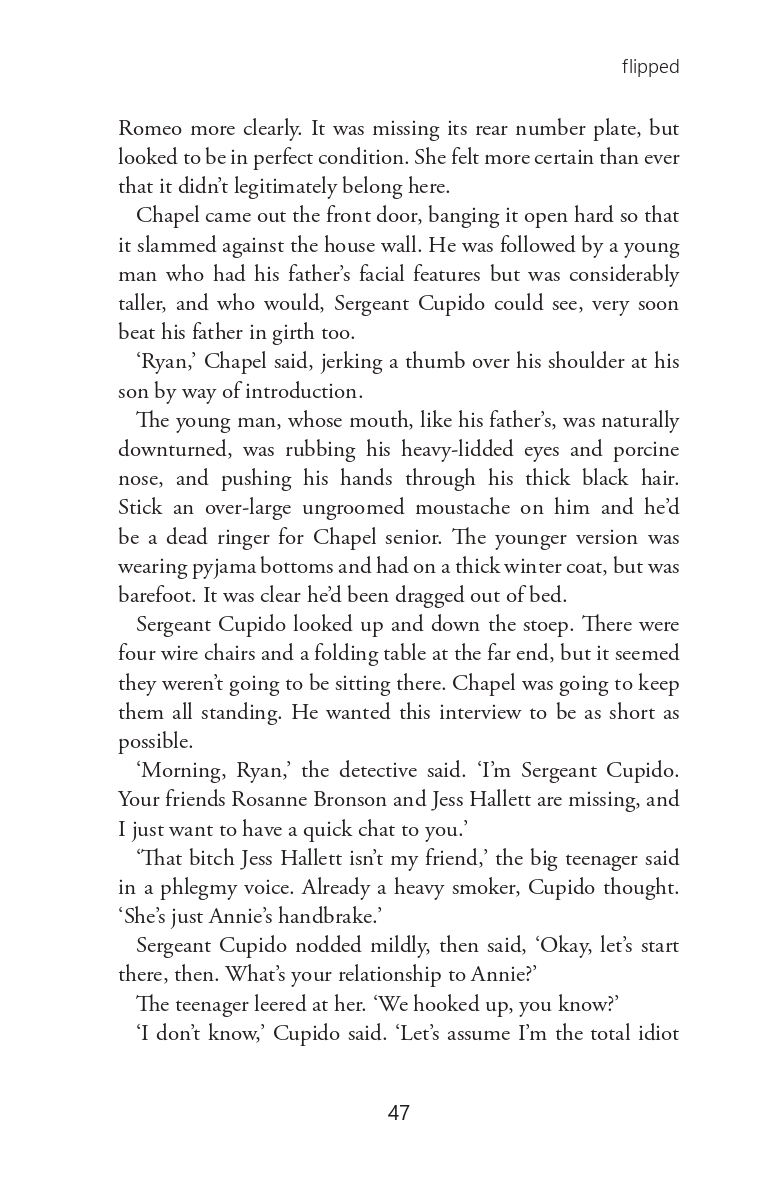 flipped
Romeo more clearly. It was missing its rear number plate, but
looked to be in perfect condition. She felt more certain than ever
that it didn’t legitimately belong here.
Chapel came out the front door, banging it open hard so that
it slammed against the house wall. He was followed by a young
man who had his father’s facial features but was considerably
taller, and who would, Sergeant Cupido could see, very soon
beat his father in girth too.
‘Ryan,’ Chapel said, jerking a thumb over his shoulder at his
son by way of introduction.
The young man, whose mouth, like his father’s, was naturally
downturned, was rubbing his heavy-lidded eyes and porcine
nose, and pushing his hands through his thick black hair.
Stick an over-large ungroomed moustache on him and he’d
be a dead ringer for Chapel senior. The younger version was
wearing pyjama bottoms and had on a thick winter coat, but was
barefoot. It was clear he’d been dragged out of bed.
Sergeant Cupido looked up and down the stoep. There were
four wire chairs and a folding table at the far end, but it seemed
they weren’t going to be sitting there. Chapel was going to keep
them all standing. He wanted this interview to be as short as
possible.
‘Morning, Ryan,’ the detective said. ‘I’m Sergeant Cupido.
Your friends Rosanne Bronson and Jess Hallett are missing, and
I just want to have a quick chat to you.’
‘That bitch Jess Hallett isn’t my friend,’ the big teenager said
in a phlegmy voice. Already a heavy smoker, Cupido thought.
‘She’s just Annie’s handbrake.’
Sergeant Cupido nodded mildly, then said, ‘Okay, let’s start
there, then. What’s your relationship to Annie?’
The teenager leered at her. ‘We hooked up, you know?’
‘I don’t know,’ Cupido said. ‘Let’s assume I’m the total idiot
47